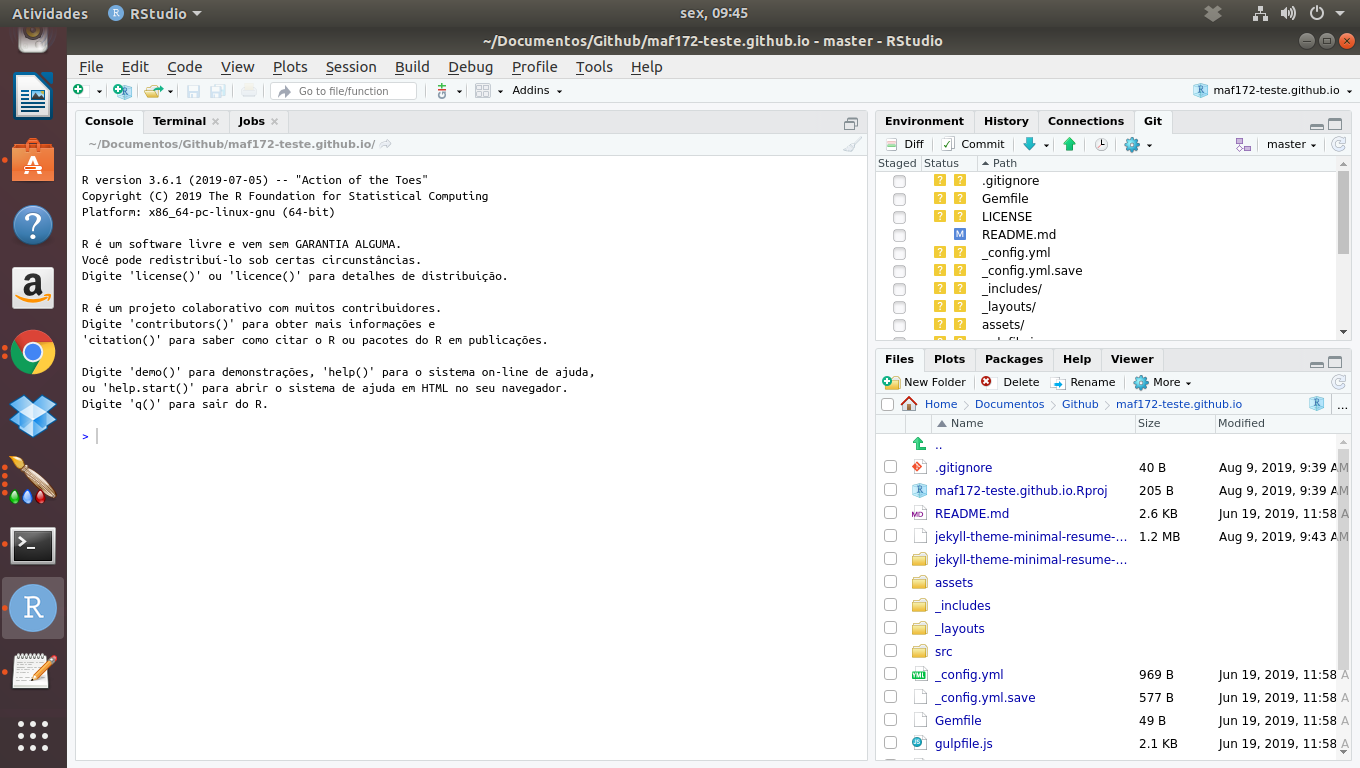 Atividades RStudio sex, 09:45
~/Documentos/Github/maf172-teste.github.io - master - RStudio
File Edit Code View Plots Session Build Debug Profile Tools Help
Go to file/function Addins maf172-teste.github.io
Console Terminal Jobs
~/Documentos/Github/maf172-teste.github.io/
R version 3.6.1 (2019-07-05) -- "Action of the Toes"
Copyright (C) 2019 The R Foundation for Statistical Computing
Platform: x86_64-pc-linux-gnu (64-bit)
R é um software livre e vem sem GARANTIA ALGUMA.
Você pode redistribuí-lo sob certas circunstâncias.
Digite 'license()' ou 'licence()' para detalhes de distribuição.
R é um projeto colaborativo com muitos contribuidores.
Digite 'contributors()' para obter mais informações e
'citation()' para saber como citar o R ou pacotes do R em publicações.
Digite 'demo()' para demonstrações, 'help()' para o sistema on-line de ajuda,
ou 'help.start()' para abrir o sistema de ajuda em HTML no seu navegador.
Digite 'q()' para sair do R.
>
Environment History Connections Git
Diff Commit master
Staged Status Path
? ? .gitignore
? ? Gemfile
? ? LICENSE
M README.md
? ? _config.yml
? ? _config.yml.save
? ? _includes/
? ? _layouts/
? ? assets/
Files Plots Packages Help Viewer
New Folder Delete Rename More
Home Documentos Github maf172-teste.github.io ...
Name Size Modified
..
.gitignore 40 B Aug 9, 2019, 9:39 AM
maf172-teste.github.io.Rproj 205 B Aug 9, 2019, 9:39 AM
README.md 2.6 KB Jun 19, 2019, 11:58 A
jekyll-theme-minimal-resume-... 1.2 MB Aug 9, 2019, 9:43 AM
jekyll-theme-minimal-resume-...
assets
_includes
_layouts
src
_config.yml 969 B Jun 19, 2019, 11:58 A
_config.yml.save 577 B Jun 19, 2019, 11:58 A
Gemfile 49 B Jun 19, 2019, 11:58 A
gulpfile.js 2.1 KB Jun 19, 2019, 11:58 A